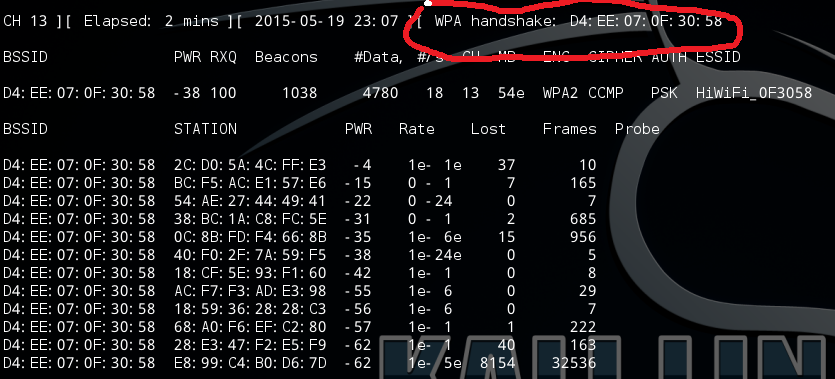 CH 13 ][ Elapsed: 2 mins ][ 2015-05-19 23:07 ][ WPA handshake: D4:EE:07:0F:30:58
BSSID PWR RXQ Beacons #Data, #/s CH MB ENC CIPHER AUTH ESSID
D4:EE:07:0F:30:58 -38 100 1038 4780 18 13 54e WPA2 CCMP PSK HiWiFi_0F3058
BSSID STATION PWR Rate Lost Frames Probe
D4:EE:07:0F:30:58 2C:D0:5A:4C:FF:E3 -4 1e- 1e 37 10
D4:EE:07:0F:30:58 BC:F5:AC:E1:57:E6 -15 0 - 1 7 165
D4:EE:07:0F:30:58 54:AE:27:44:49:41 -22 0 -24 0 7
D4:EE:07:0F:30:58 38:BC:1A:C8:FC:5E -31 0 - 1 2 685
D4:EE:07:0F:30:58 0C:8B:FD:F4:66:8B -35 1e- 6e 15 956
D4:EE:07:0F:30:58 40:F0:2F:7A:59:F5 -38 1e-24e 0 5
D4:EE:07:0F:30:58 18:CF:5E:93:F1:60 -42 1e- 1 0 8
D4:EE:07:0F:30:58 AC:F7:F3:AD:E3:98 -55 1e- 6 0 29
D4:EE:07:0F:30:58 18:59:36:28:28:C3 -56 1e- 6 0 7
D4:EE:07:0F:30:58 68:A0:F6:EF:C2:80 -57 1e- 1 1 222
D4:EE:07:0F:30:58 28:E3:47:F2:E5:F9 -62 1e- 1 40 163
D4:EE:07:0F:30:58 E8:99:C4:B0:D6:7D -62 1e- 5e 8154 32536